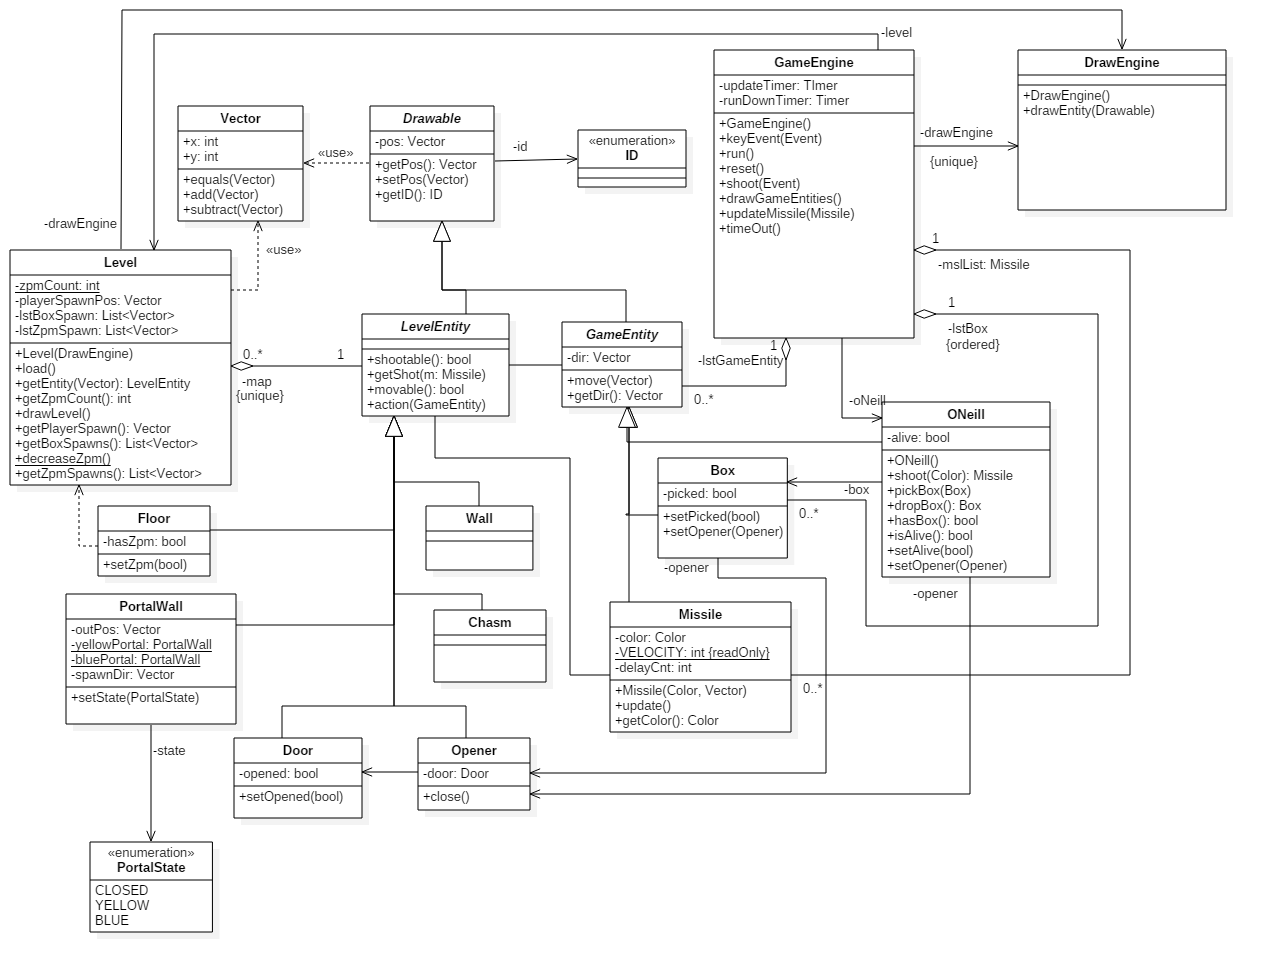 -level
GameEngine
-updateTimer: TImer
-runDownTimer: Timer
+GameEngine()
+keyEvent(Event)
+run()
+reset()
+shoot(Event)
+drawGameEntities()
+updateMissile(Missile)
+timeOut()
DrawEngine
+DrawEngine()
+drawEntity(Drawable)
-drawEngine
{unique}
Vector
+x: int
+y: int
+equals(Vector)
+add(Vector)
+subtract(Vector)
«use»
Drawable
-pos: Vector
+getPos(): Vector
+setPos(Vector)
+getID(): ID
-id
«enumeration»
ID
-drawEngine
«use»
1
-mslList: Missile
1
-lstBox
{ordered}
Level
-zpmCount: int
-playerSpawnPos: Vector
-lstBoxSpawn: List<Vector>
-lstZpmSpawn: List<Vector>
+Level(DrawEngine)
+load()
+getEntity(Vector): LevelEntity
+getZpmCount(): int
+drawLevel()
+getPlayerSpawn(): Vector
+getBoxSpawns(): List<Vector>
+decreaseZpm()
+getZpmSpawns(): List<Vector>
0..*
1
-map
{unique}
LevelEntity
+shootable(): bool
+getShot(m: Missile)
+movable(): bool
+action(GameEntity)
GameEntity
-dir: Vector
+move(Vector)
+getDir(): Vector
1
-lstGameEntity
0..*
-oNeill
ONeill
-alive: bool
+ONeill()
+shoot(Color): Missile
+pickBox(Box)
+dropBox(): Box
+hasBox(): bool
+isAlive(): bool
+setAlive(bool)
+setOpener(Opener)
Box
-picked: bool
+setPicked(bool)
+setOpener(Opener)
-box
0..*
-opener
-opener
Floor
-hasZpm: bool
+setZpm(bool)
Wall
PortalWall
-outPos: Vector
-yellowPortal: PortalWall
-bluePortal: PortalWall
-spawnDir: Vector
+setState(PortalState)
Chasm
Missile
-color: Color
-VELOCITY: int {readOnly}
-delayCnt: int
+Missile(Color, Vector)
+update()
+getColor(): Color
0..*
-state
Door
-opened: bool
+setOpened(bool)
Opener
-door: Door
+close()
«enumeration»
PortalState
CLOSED
YELLOW
BLUE